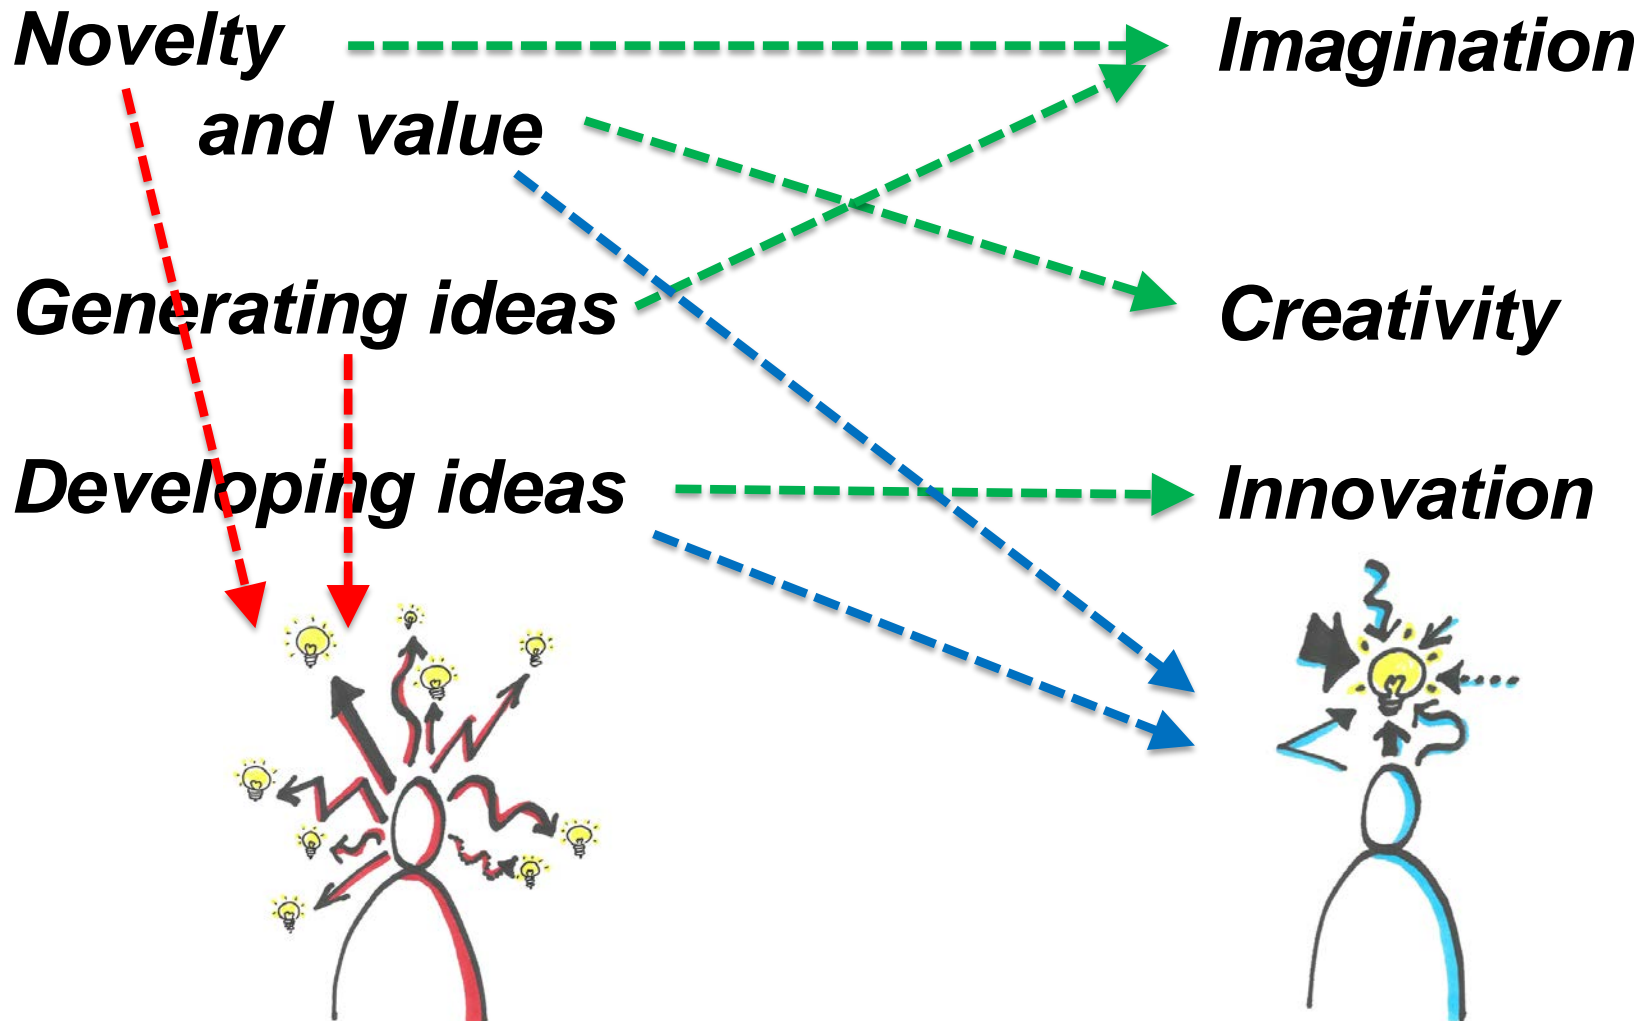 Novelty
and value
Generating ideas
Developing ideas
Imagination
Creativity
Innovation